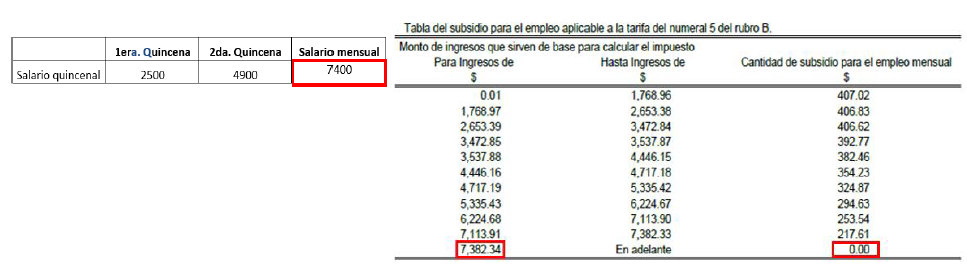 1era. Quincena 2da. Quincena Salario mensual
Salario quincenal 2500 4900 7400
Tabla del subsidio para el empleo aplicable a la tarifa del numeral 5 del rubro B.
Monto de ingresos que sirven de base para calcular el impuesto
Para Ingresos de Hasta Ingresos de Cantidad de subsidio para el empleo mensual
$ $ $
0.01 1,768.96 407.02
1,768.97 2,653.38 406.83
2,653.39 3,472.84 406.62
3,472.85 3,537.87 392.77
3,537.88 4,446.15 382.46
4,446.16 4,717.18 354.23
4,717.19 5,335.42 324.87
5,335.43 6,224.67 294.63
6,224.68 7,113.90 253.54
7,113.91 7,382.33 217.61
7,382.34 En adelante 0.00